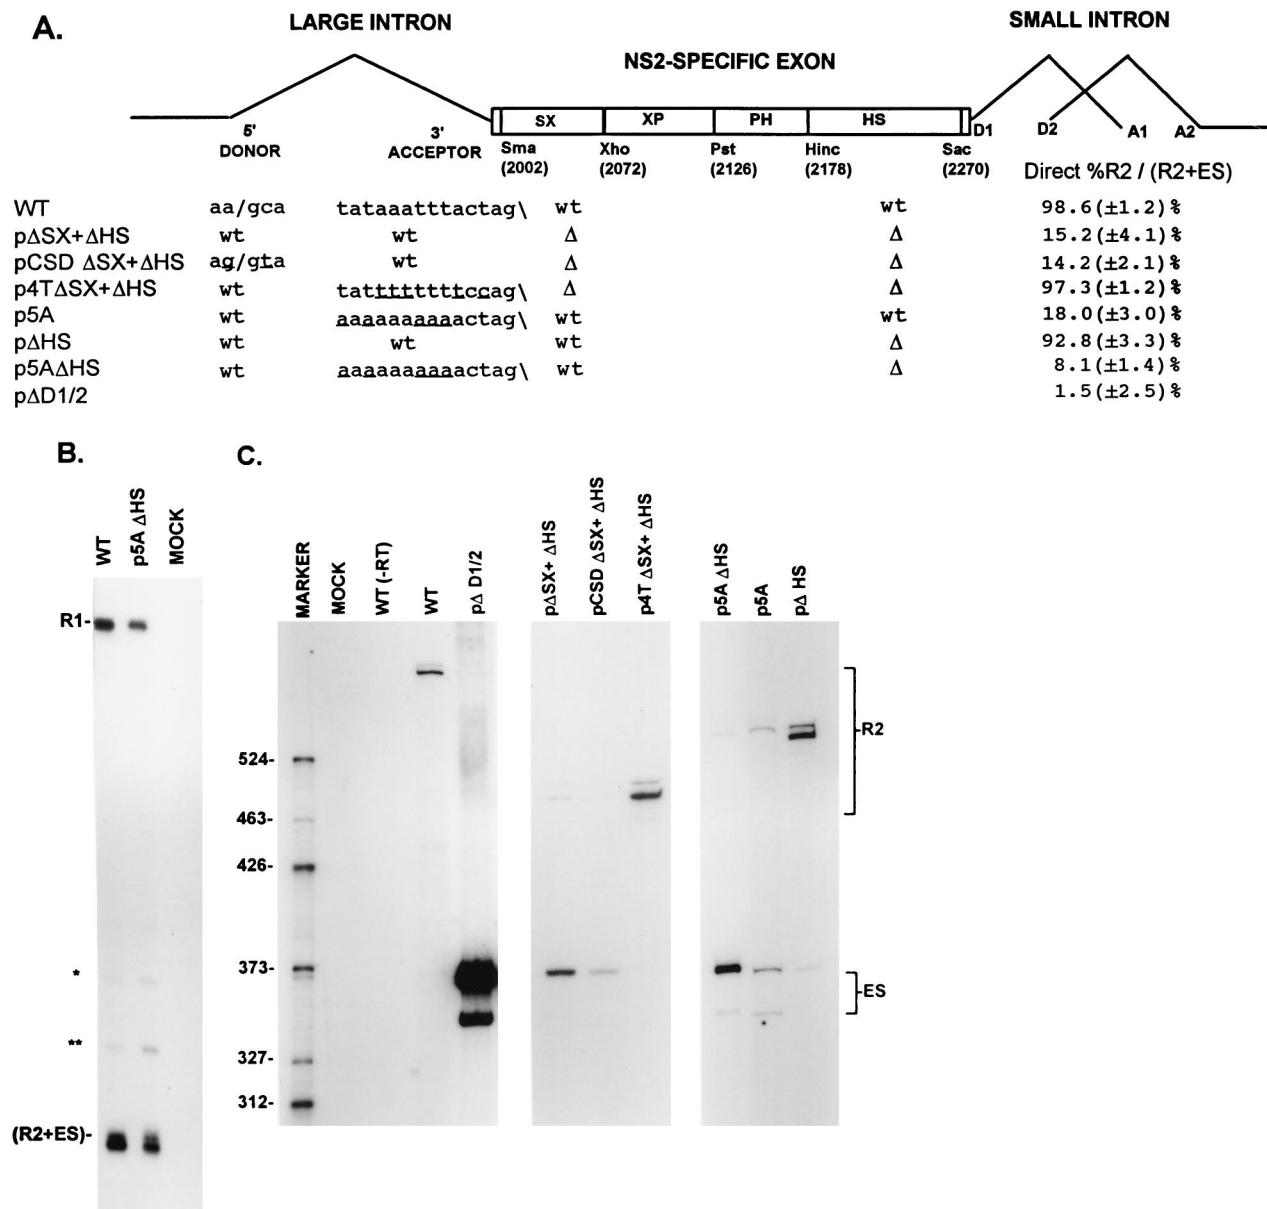 A.
LARGE INTRON
NS2-SPECIFIC EXON
SMALL INTRON
SX XP PH HS
D1 D2 A1 A2
5' DONOR
3' ACCEPTOR
Sma (2002)
Xho (2072)
Pst (2126)
Hinc (2178)
Sac (2270)
Direct %R2 / (R2+ES)
WT aa/gca tataaatttactag\ wt wt 98.6(±1.2)%
pΔSX+ΔHS wt wt Δ Δ 15.2(±4.1)%
pCSD ΔSX+ΔHS ag/gta wt Δ Δ 14.2(±2.1)%
p4TΔSX+ΔHS wt tattttttttccag\ Δ Δ 97.3(±1.2)%
p5A wt aaaaaaaaaactag\ wt wt 18.0(±3.0)%
pΔHS wt wt wt Δ 92.8(±3.3)%
p5AΔHS wt aaaaaaaaaactag\ wt Δ 8.1(±1.4)%
pΔD1/2 1.5(±2.5)%
B.
WT
p5A ΔHS
MOCK
R1-
*
**
(R2+ES)-
C.
MARKER
MOCK
WT (-RT)
WT
pΔ D1/2
pΔSX+ ΔHS
pCSD ΔSX+ ΔHS
p4T ΔSX+ ΔHS
p5A ΔHS
p5A
pΔ HS
524-
463-
426-
373-
327-
312-
R2
ES